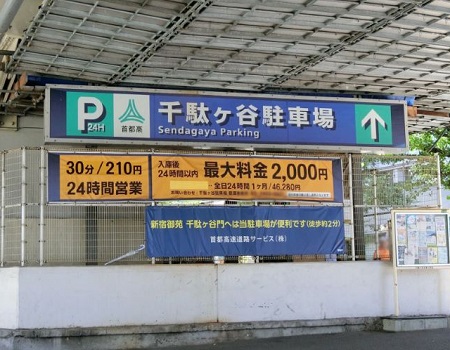 P
24H
首都高
千駄ヶ谷駐車場
Sendagaya Parking
30分/210円
24時間営業
入庫後
24時間以内 最大料金 2,000円
全日24時間1ヶ月/46,280円
新宿御苑 千駄ヶ谷門へは当駐車場が便利です(徒歩約2分)
首都高速道路サービス(株)